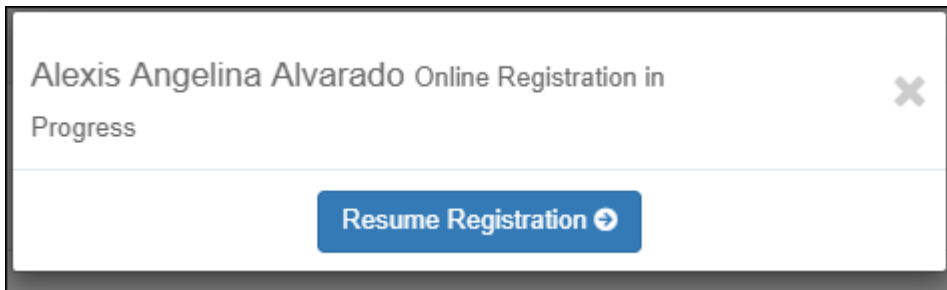 Alexis Angelina Alvarado Online Registration in
Progress
Resume Registration